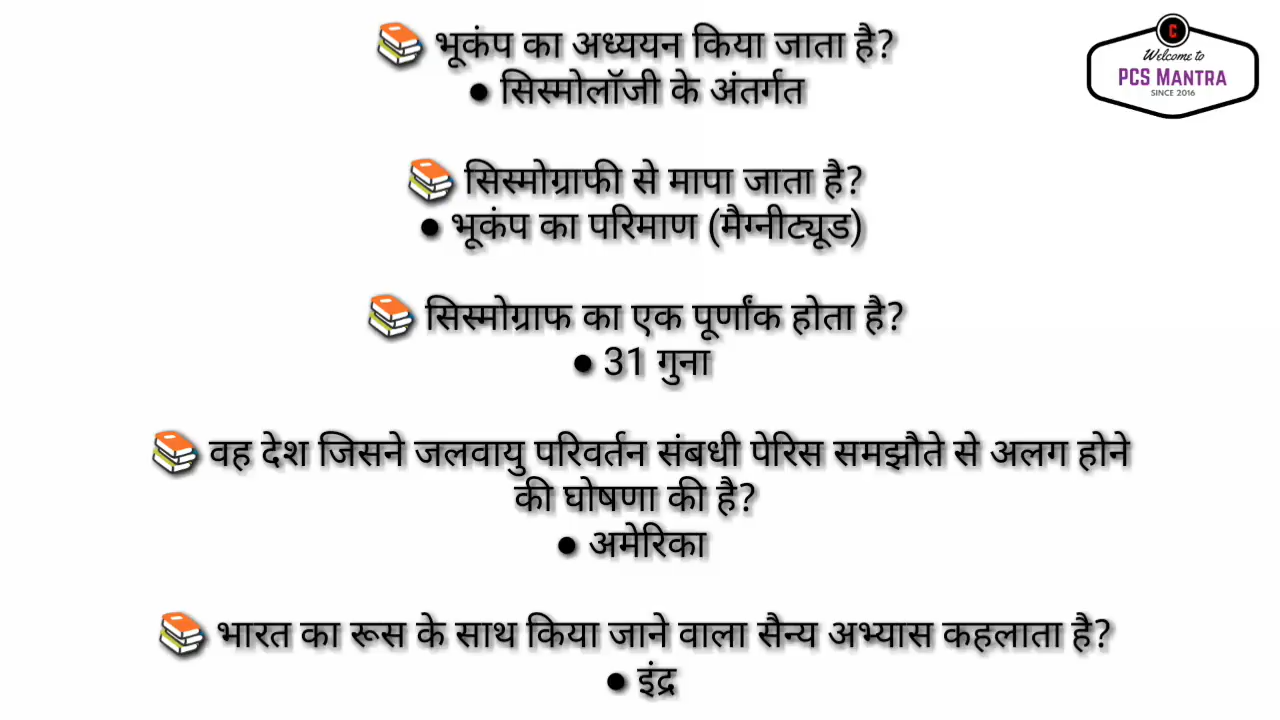 📚 भूकंप का अध्ययन किया जाता है?
● सिस्मोलॉजी के अंतर्गत
C
Welcome to
PCS MANTRA
SINCE 2016
📚 सिस्मोग्राफी से मापा जाता है?
● भूकंप का परिमाण (मैग्नीट्यूड)
📚 सिस्मोग्राफ का एक पूर्णांक होता है?
● 31 गुना
📚 वह देश जिसने जलवायु परिवर्तन संबधी पेरिस समझौते से अलग होने
की घोषणा की है?
● अमेरिका
📚 भारत का रूस के साथ किया जाने वाला सैन्य अभ्यास कहलाता है?
● इंद्र